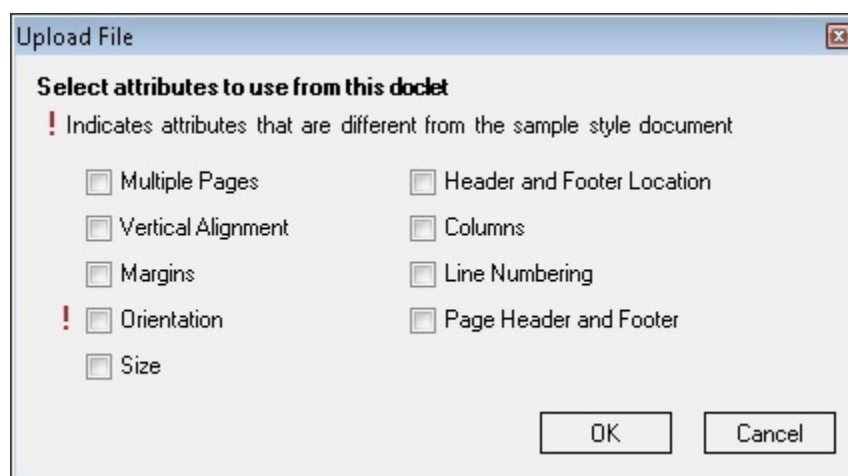 Upload File
Select attributes to use from this doclet
! Indicates attributes that are different from the sample style document
Multiple Pages
Header and Footer Location
Vertical Alignment
Columns
Margins
Line Numbering
! Orientation
Page Header and Footer
Size
OK
Cancel